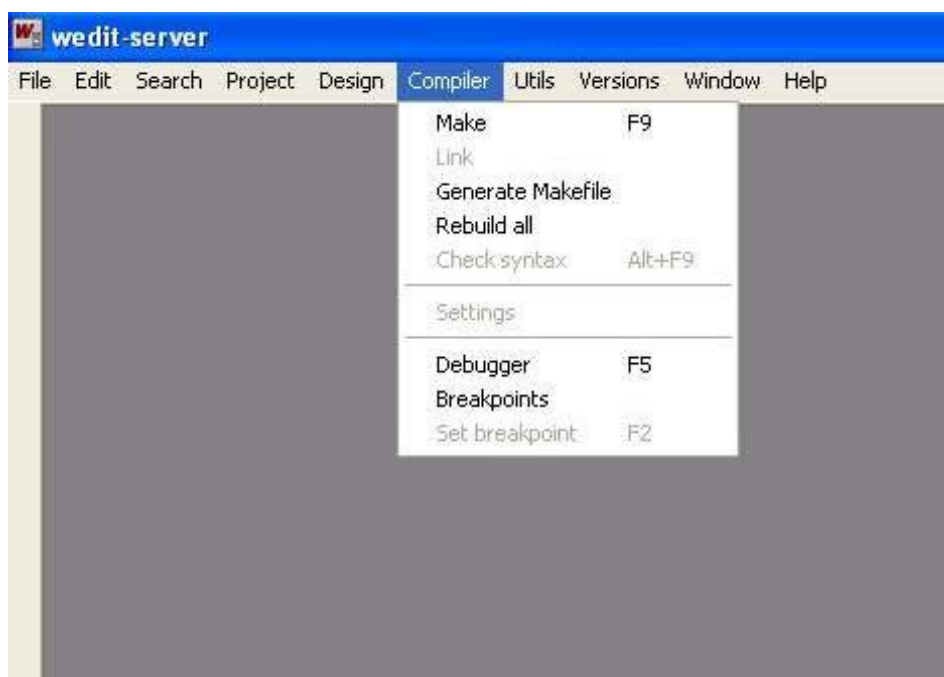 wedit-server
File Edit Search Project Design Compiler Utils Versions Window Help
Make F9
Link
Generate Makefile
Rebuild all
Check syntax Alt+F9
Settings
Debugger F5
Breakpoints
Set breakpoint F2